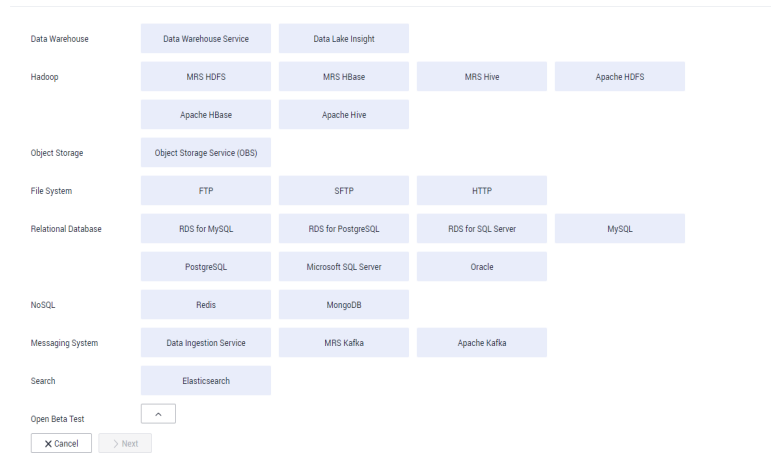 Data Warehouse Data Warehouse Service Data Lake Insight
Hadoop MRS HDFS MRS HBase MRS Hive Apache HDFS
Apache HBase Apache Hive
Object Storage Object Storage Service (OBS)
File System FTP SFTP HTTP
Relational Database RDS for MySQL RDS for PostgreSQL RDS for SQL Server MySQL
PostgreSQL Microsoft SQL Server Oracle
NoSQL Redis MongoDB
Messaging System Data Ingestion Service MRS Kafka Apache Kafka
Search Elasticsearch
Open Beta Test
Cancel Next